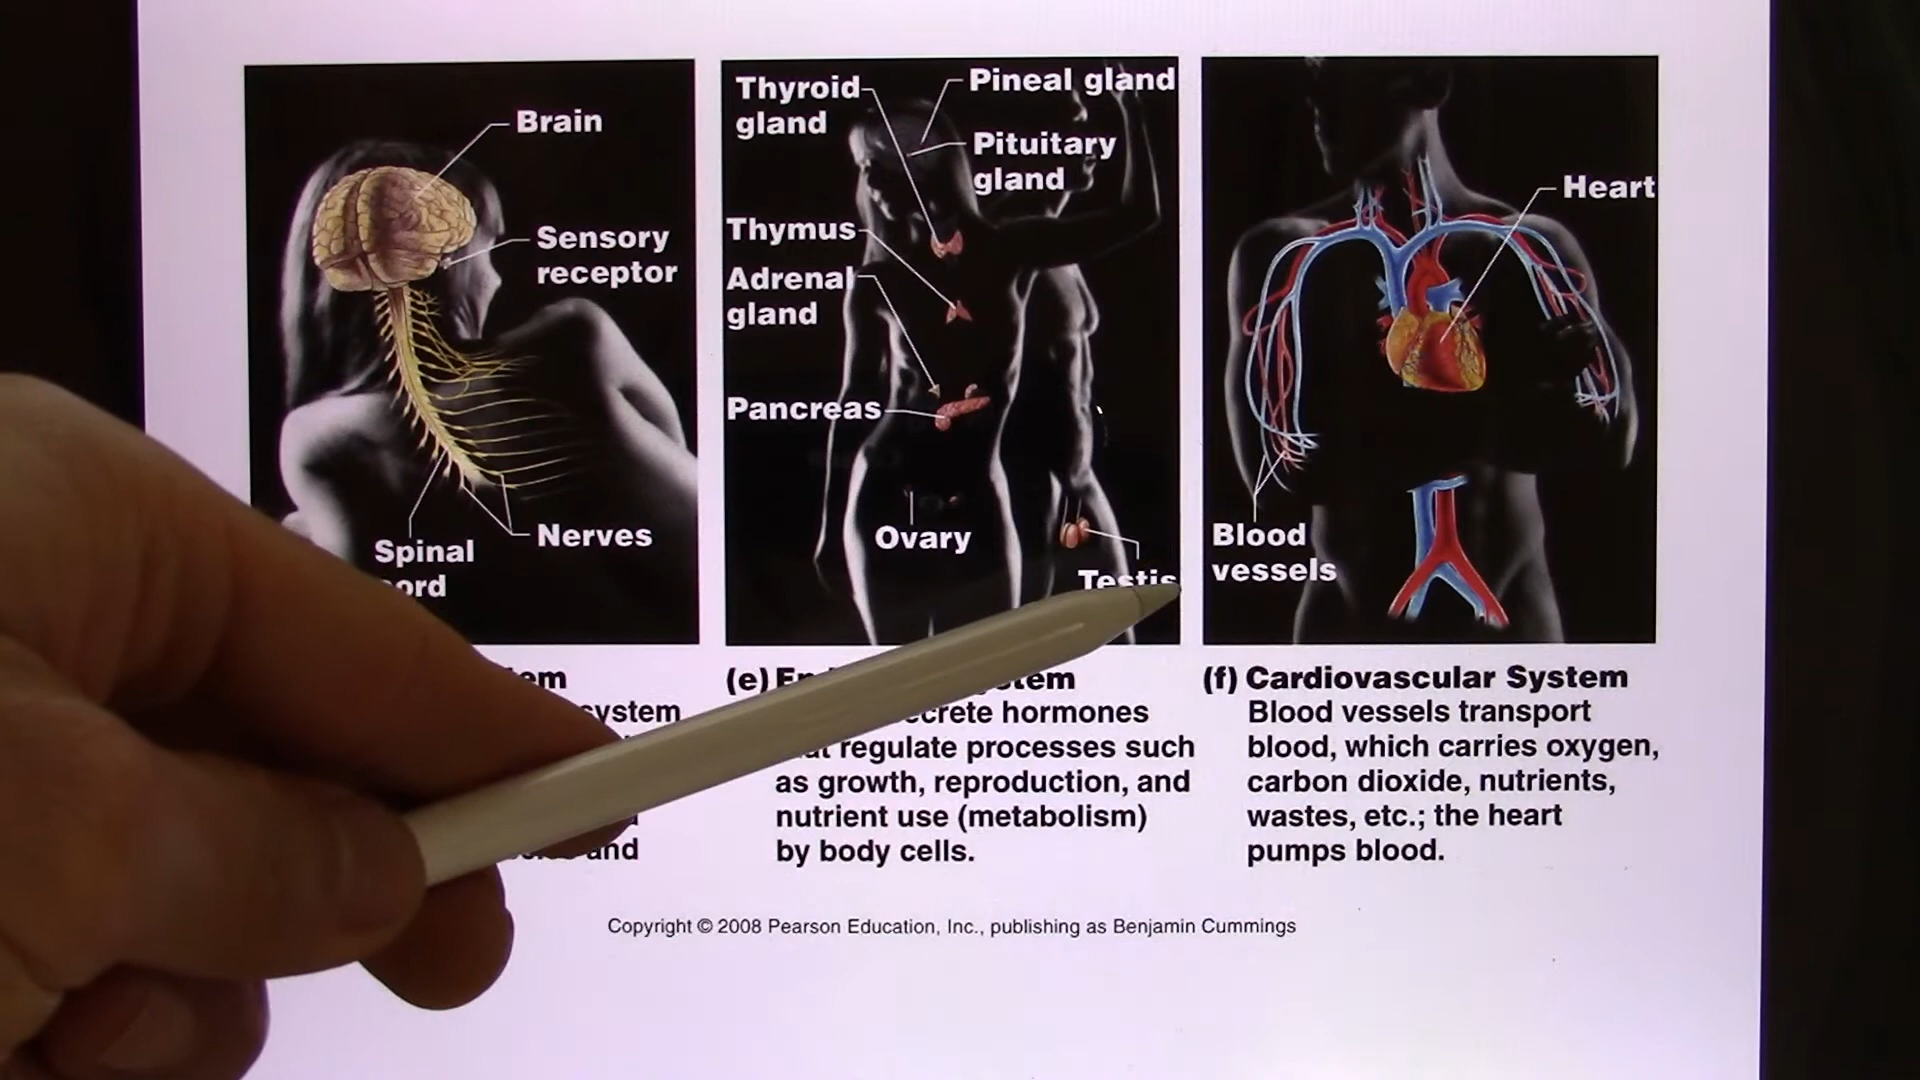 Brain
Sensory
receptor
Spinal
Nerves
Thyroid
gland
Pineal gland
Pituitary
gland
Thymus
Adrenal
gland
Pancreas
Ovary
Testis
Heart
Blood
vessels
system
and
(e)
hormones
regulate processes such
as growth, reproduction, and
nutrient use (metabolism)
by body cells.
(f) Cardiovascular System
Blood vessels transport
blood, which carries oxygen,
carbon dioxide, nutrients,
wastes, etc.; the heart
pumps blood.
Copyright © 2008 Pearson Education, Inc., publishing as Benjamin Cummings